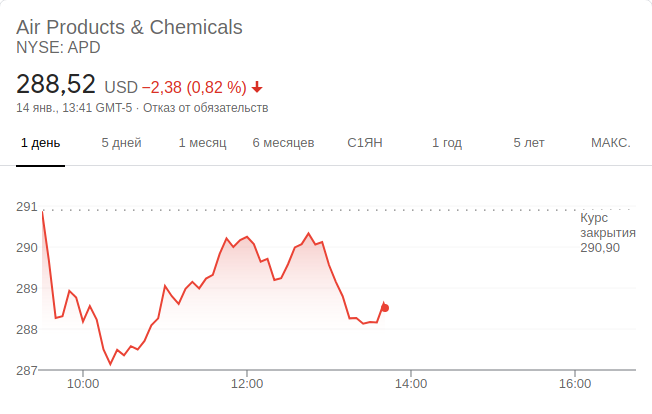 Air Products & Chemicals
NYSE: APD
288,52 USD −2,38 (0,82 %)
14 янв., 13:41 GMT-5 · Отказ от обязательств
1 день 5 дней 1 месяц 6 месяцев С1ЯН 1 год 5 лет МАКС.
291
Курс
закрытия
290,90
290
289
288
287
10:00 12:00 14:00 16:00